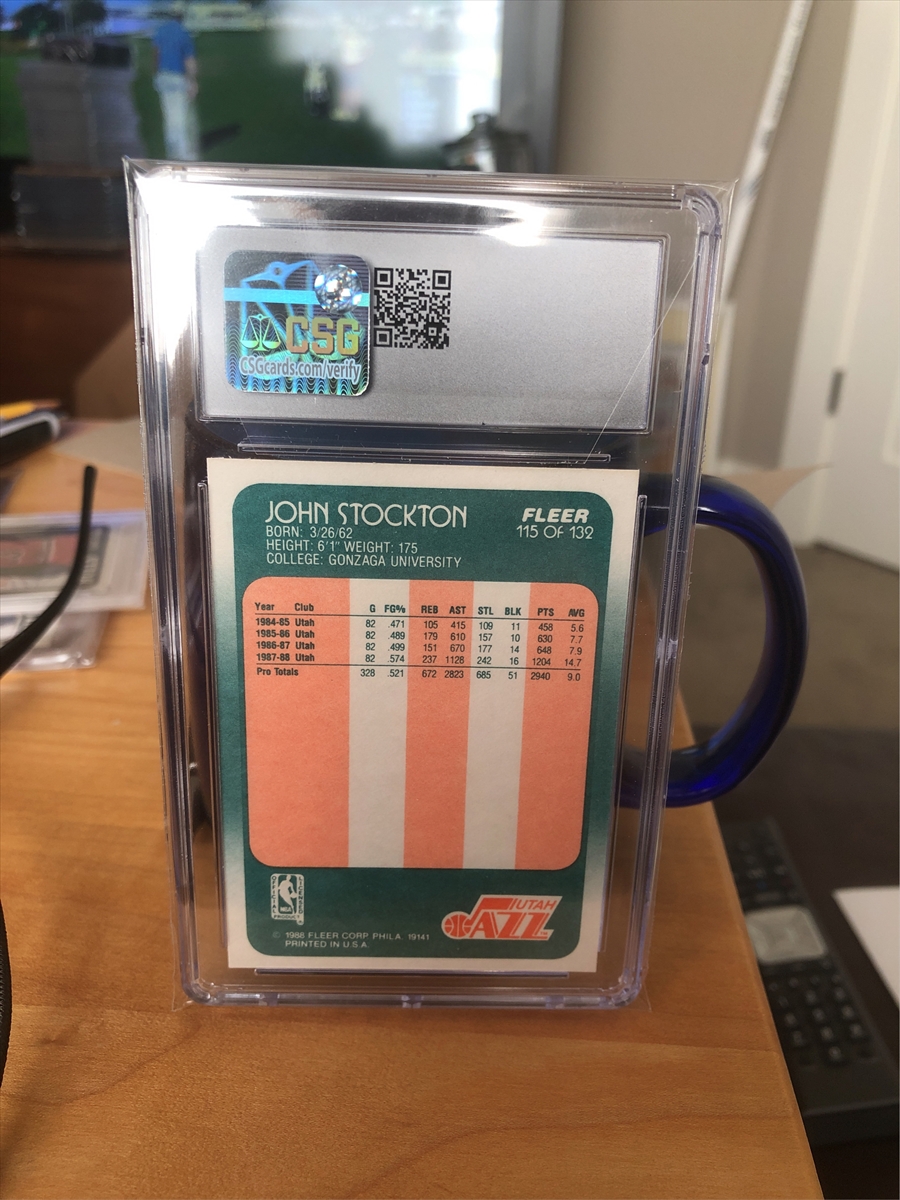 CSG
CSGcards.com/verify
JOHN STOCKTON
FLEER
BORN: 3/26/62
115 OF 132
HEIGHT: 6'1" WEIGHT: 175
COLLEGE: GONZAGA UNIVERSITY
Year Club G FG% REB AST STL BLK PTS AVG
1984-85 Utah 82 .471 105 415 109 11 458 5.6
1985-86 Utah 82 .489 179 610 157 10 630 7.7
1986-87 Utah 82 .499 151 670 177 14 648 7.9
1987-88 Utah 82 .574 237 1128 242 16 1204 14.7
Pro Totals 328 .521 672 2823 685 51 2940 9.0
OFFICIAL LICENSED
NBA
PRODUCT
UTAH
JAZZ
© 1988 FLEER CORP. PHILA. 19141
PRINTED IN U.S.A.